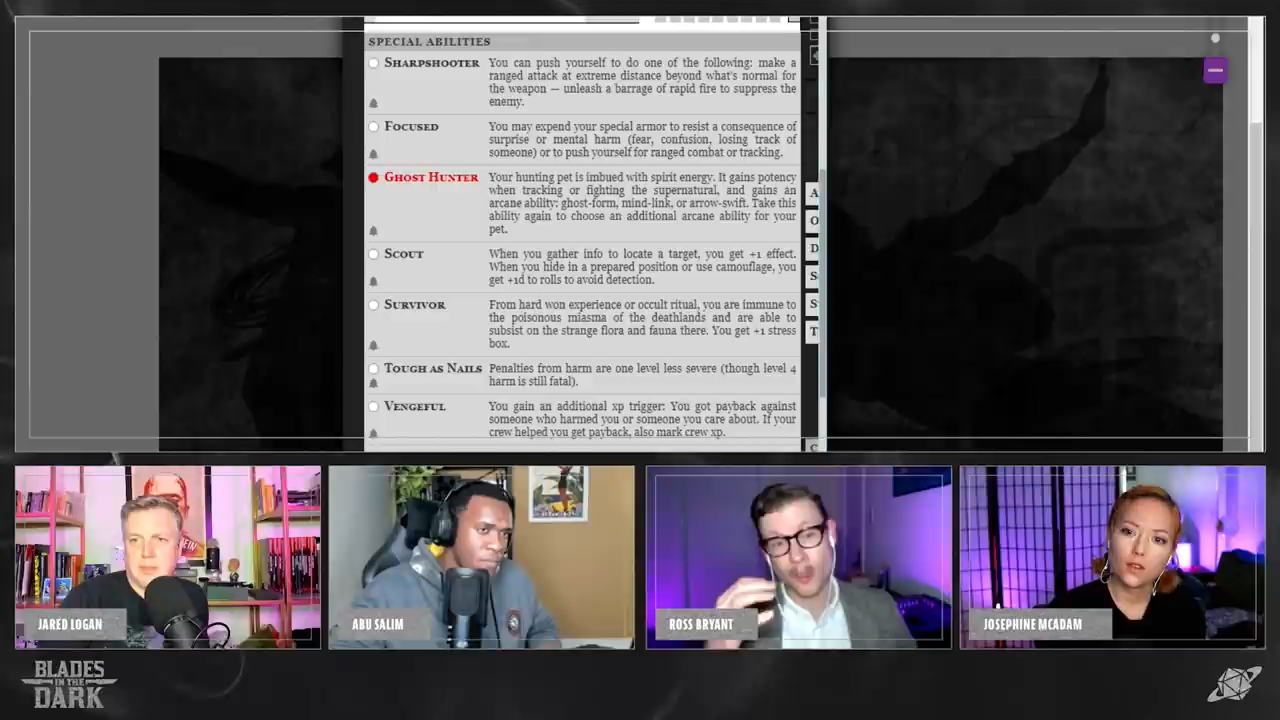 SPECIAL ABILITIES
SHARPSHOOTER You can push yourself to do one of the following: make a
ranged attack at extreme distance beyond what's normal for
the weapon — unleash a barrage of rapid fire to suppress the
enemy.
FOCUSED You may expend your special armor to resist a consequence of
surprise or mental harm (fear, confusion, losing track of
someone) or to push yourself for ranged combat or tracking.
GHOST HUNTER Your hunting pet is imbued with spirit energy. It gains potency
when tracking or fighting the supernatural, and gains an
arcane ability: ghost-form, mind-link, or arrow-swift. Take this
ability again to choose an additional arcane ability for your
pet.
SCOUT When you gather info to locate a target, you get +1 effect.
When you hide in a prepared position or use camouflage, you
get +1d to rolls to avoid detection.
SURVIVOR From hard won experience or occult ritual, you are immune to
the poisonous miasma of the deathlands and are able to
subsist on the strange flora and fauna there. You get +1 stress
box.
TOUGH AS NAILS Penalties from harm are one level less severe (though level 4
harm is still fatal).
VENGEFUL You gain an additional xp trigger: You got payback against
someone who harmed you or someone you care about. If your
crew helped you get payback, also mark crew xp.
A
O
D
S
S
T
JARED LOGAN
ABU SALIM
ROSS BRYANT
JOSEPHINE MCADAM
BLADES
IN THE
DARK